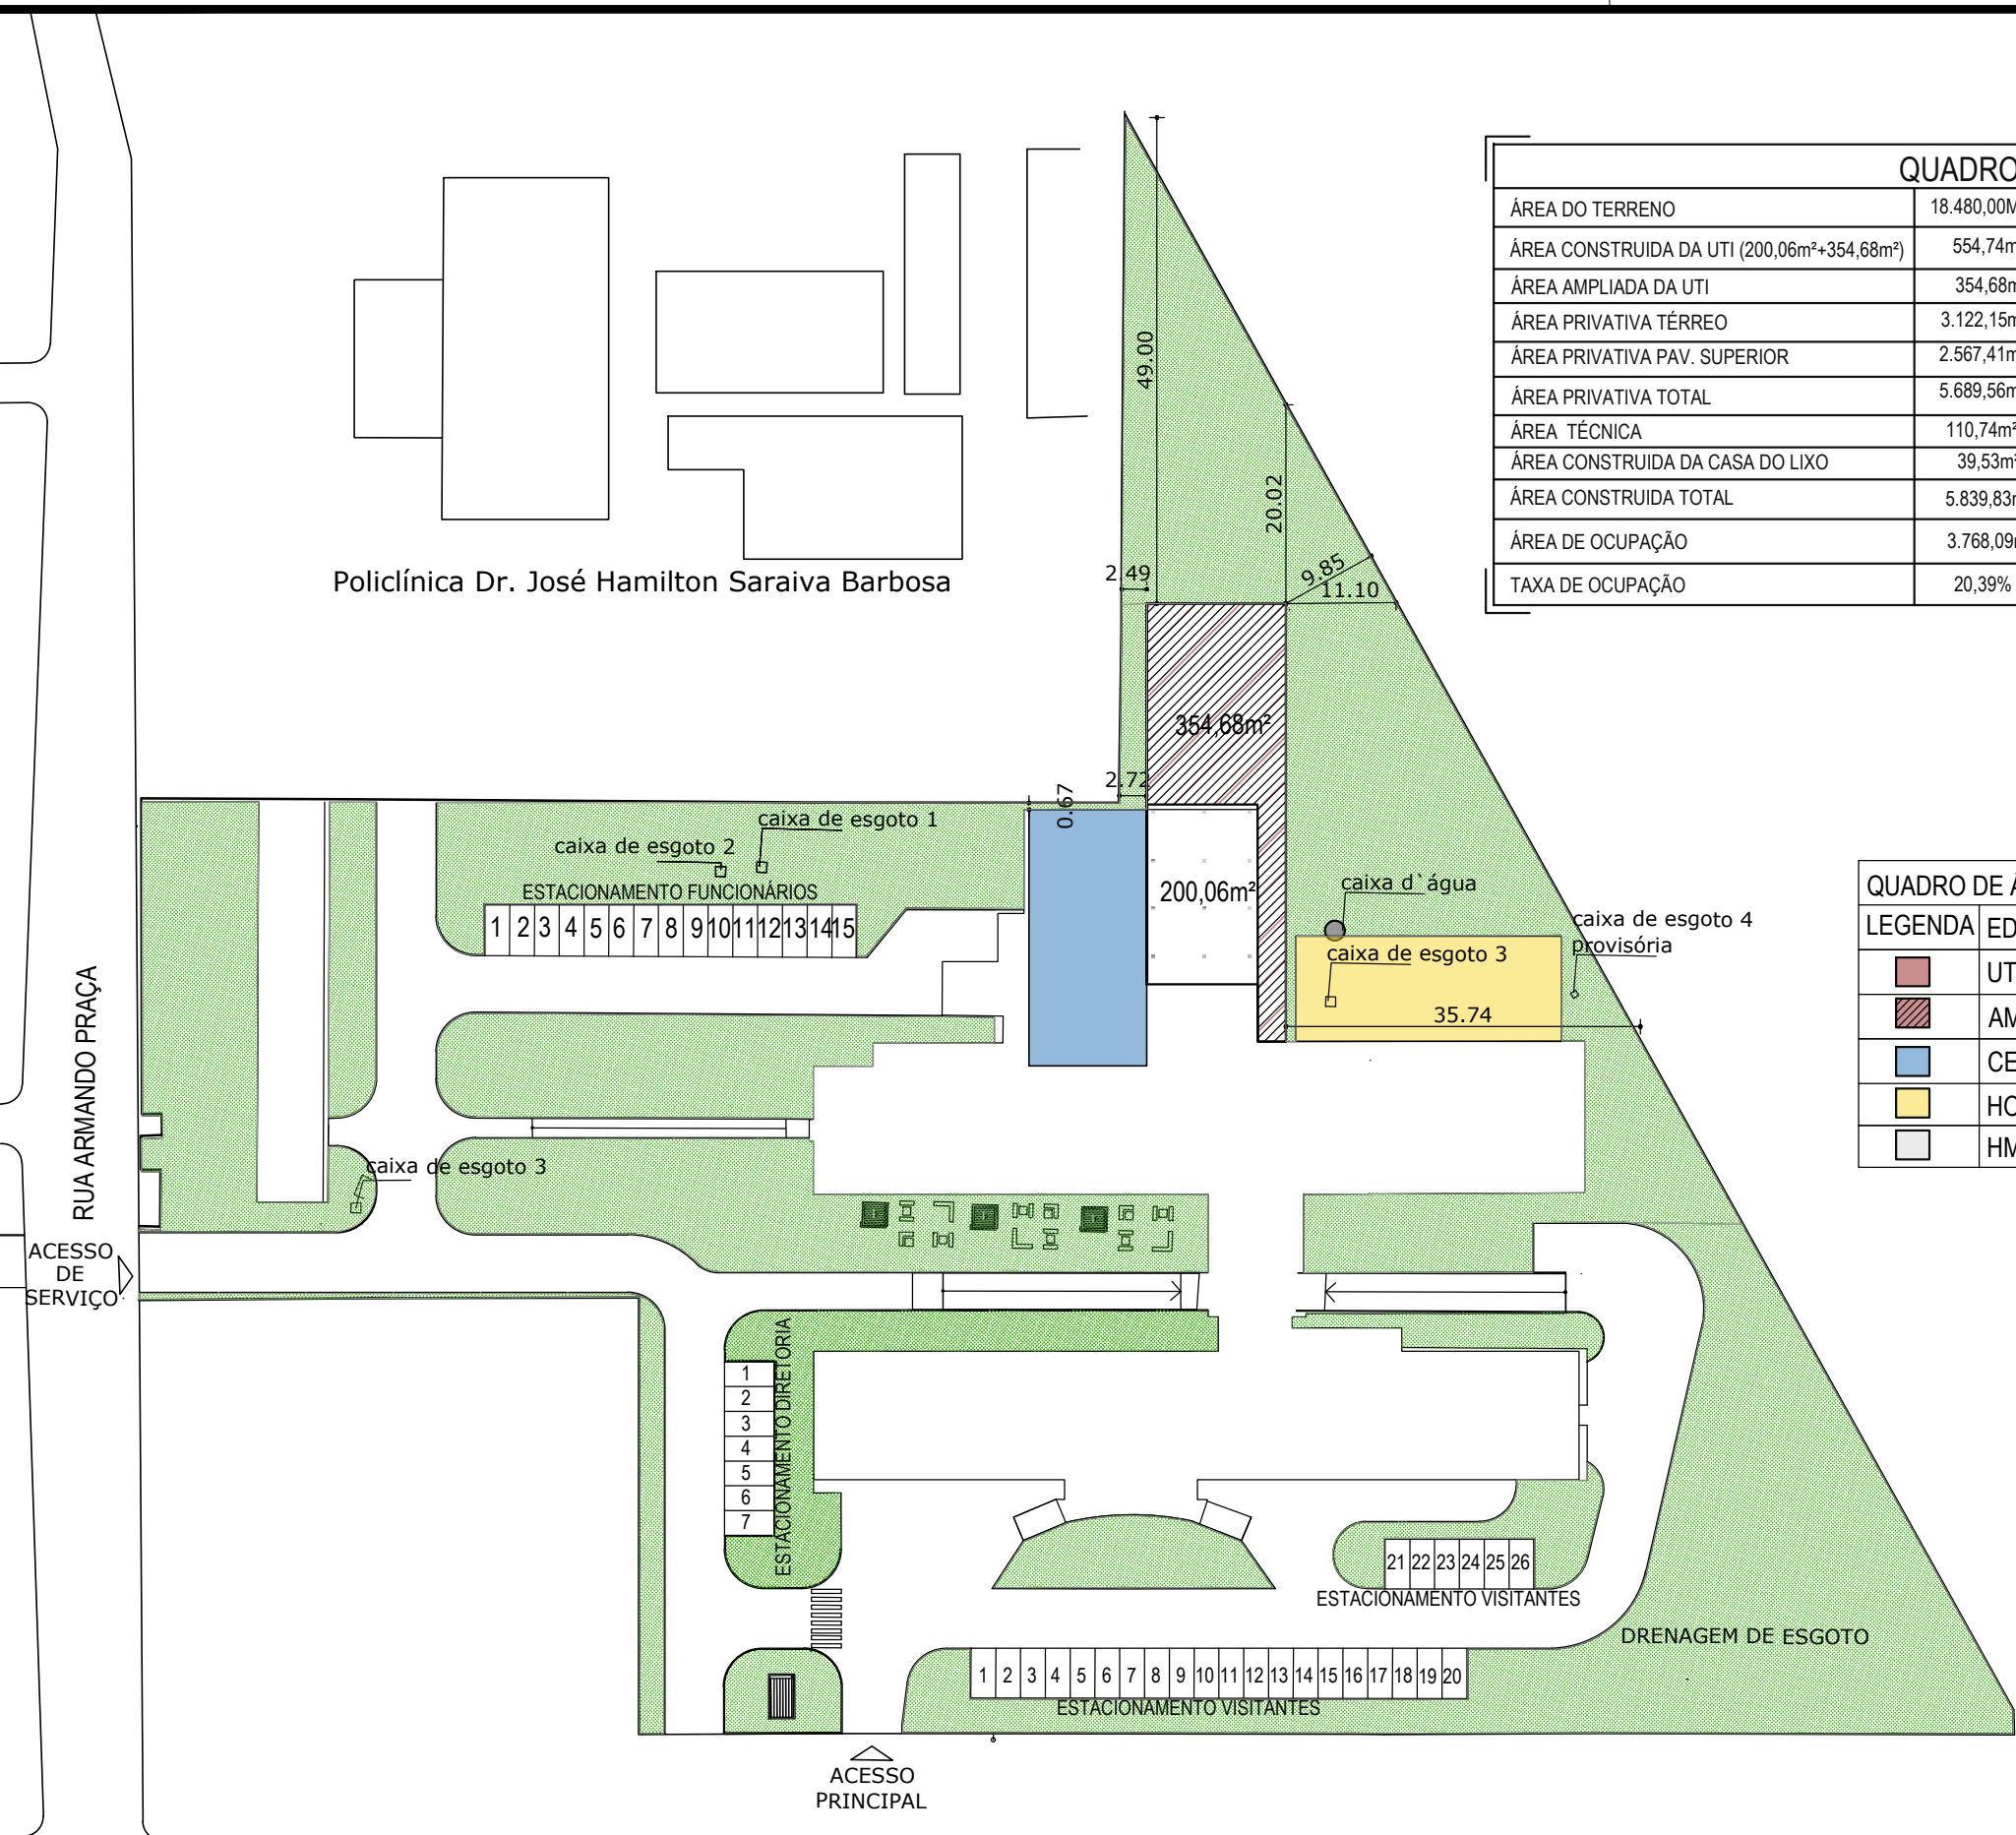 QUADRO
ÁREA DO TERRENO 18.480,00M
ÁREA CONSTRUIDA DA UTI (200,06m²+354,68m²) 554,74m
ÁREA AMPLIADA DA UTI 354,68m
ÁREA PRIVATIVA TÉRREO 3.122,15m
ÁREA PRIVATIVA PAV. SUPERIOR 2.567,41m
ÁREA PRIVATIVA TOTAL 5.689,56m
ÁREA TÉCNICA 110,74m²
ÁREA CONSTRUIDA DA CASA DO LIXO 39,53m²
ÁREA CONSTRUIDA TOTAL 5.839,83m
ÁREA DE OCUPAÇÃO 3.768,09m
TAXA DE OCUPAÇÃO 20,39%
49.00
20.02
9.85
11.10
2.49
Policlínica Dr. José Hamilton Saraiva Barbosa
354,68m²
2.72
0.67
caixa de esgoto 1
caixa de esgoto 2
ESTACIONAMENTO FUNCIONÁRIOS
1 2 3 4 5 6 7 8 9 10 11 12 13 14 15
200,06m²
caixa d`água
caixa de esgoto 3
caixa de esgoto 4
provisória
35.74
QUADRO DE Á
LEGENDA ED
UT
AM
CE
HO
HM
RUA ARMANDO PRAÇA
caixa de esgoto 3
ACESSO
DE
SERVIÇO
ESTACIONAMENTO DIRETORIA
1
2
3
4
5
6
7
21 22 23 24 25 26
ESTACIONAMENTO VISITANTES
DRENAGEM DE ESGOTO
1 2 3 4 5 6 7 8 9 10 11 12 13 14 15 16 17 18 19 20
ESTACIONAMENTO VISITANTES
ACESSO
PRINCIPAL